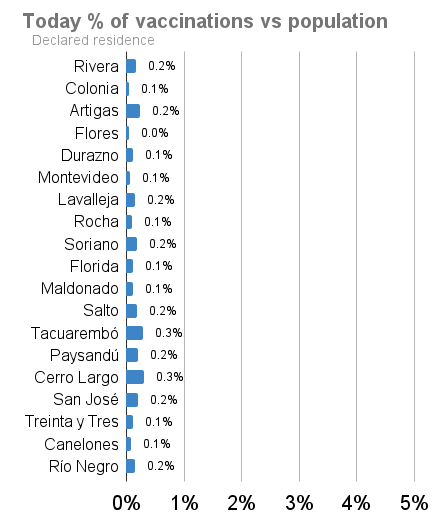 Today % of vaccinations vs population
Declared residence
Rivera 0.2%
Colonia 0.1%
Artigas 0.2%
Flores 0.0%
Durazno 0.1%
Montevideo 0.1%
Lavalleja 0.2%
Rocha 0.1%
Soriano 0.2%
Florida 0.1%
Maldonado 0.1%
Salto 0.2%
Tacuarembó 0.3%
Paysandú 0.2%
Cerro Largo 0.3%
San José 0.2%
Treinta y Tres 0.1%
Canelones 0.1%
Río Negro 0.2%
0% 1% 2% 3% 4% 5%